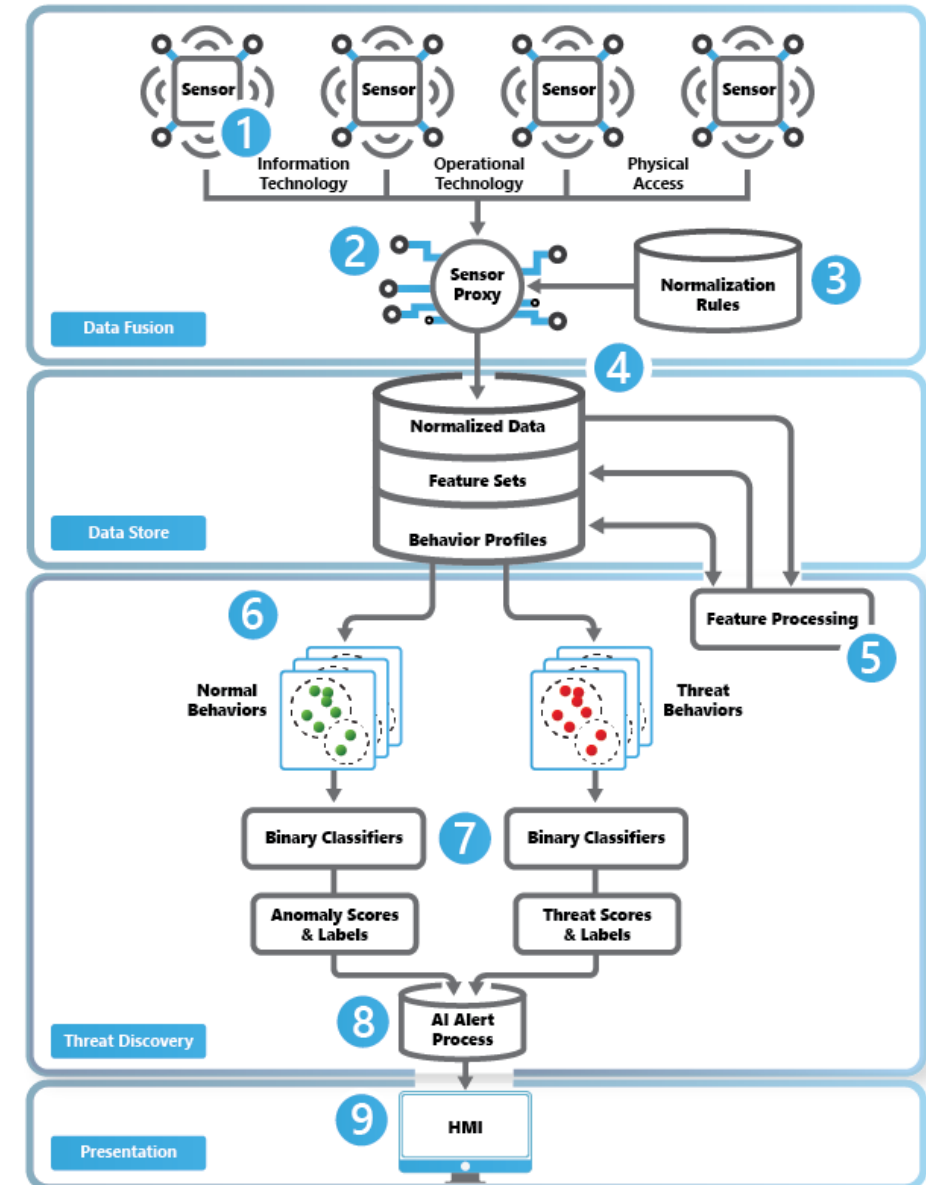 Sensor
Sensor
Sensor
Sensor
1
Information
Technology
Operational
Technology
Physical
Access
2
Sensor
Proxy
Normalization
Rules
3
Data Fusion
4
Normalized Data
Feature Sets
Behavior Profiles
Data Store
Feature Processing
5
6
Normal
Behaviors
Threat
Behaviors
Binary Classifiers
7
Binary Classifiers
Anomaly Scores
& Labels
Threat Scores
& Labels
8
AI Alert
Process
Threat Discovery
9
HMI
Presentation